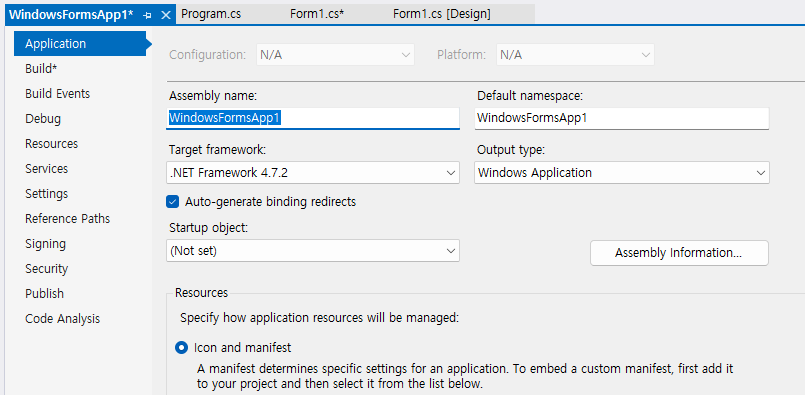 WindowsFormsApp1* Program.cs Form1.cs* Form1.cs [Design]
Application
Build*
Build Events
Debug
Resources
Services
Settings
Reference Paths
Signing
Security
Publish
Code Analysis
Configuration: N/A Platform: N/A
Assembly name: Default namespace:
WindowsFormsApp1 WindowsFormsApp1
Target framework: Output type:
.NET Framework 4.7.2 Windows Application
Auto-generate binding redirects
Startup object:
(Not set) Assembly Information...
Resources
Specify how application resources will be managed:
Icon and manifest
A manifest determines specific settings for an application. To embed a custom manifest, first add it
to your project and then select it from the list below.